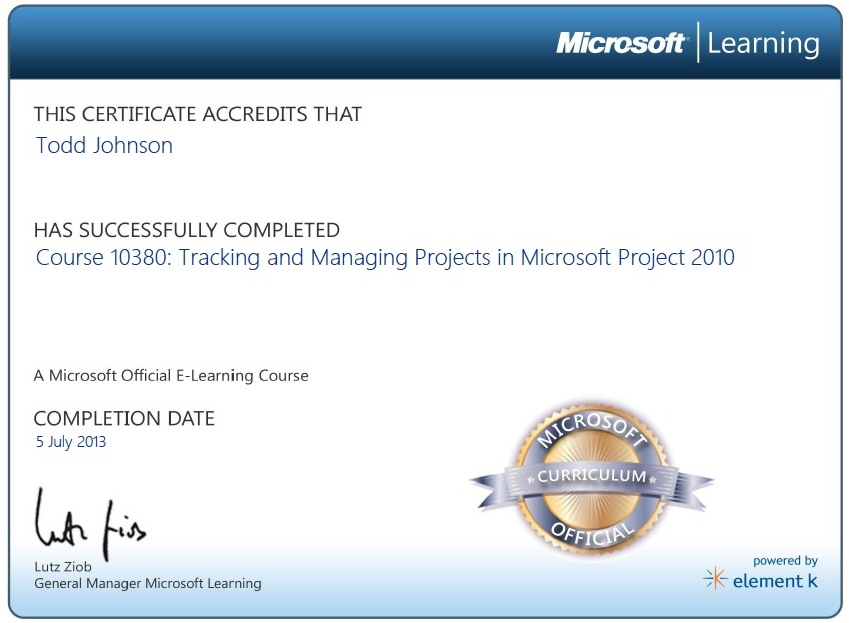 Microsoft | Learning
THIS CERTIFICATE ACCREDITS THAT
Todd Johnson
HAS SUCCESSFULLY COMPLETED
Course 10380: Tracking and Managing Projects in Microsoft Project 2010
A Microsoft Official E-Learning Course
COMPLETION DATE
5 July 2013
MICROSOFT
CURRICULUM
OFFICIAL
Lutz Ziob
Lutz Ziob
General Manager Microsoft Learning
powered by
element k